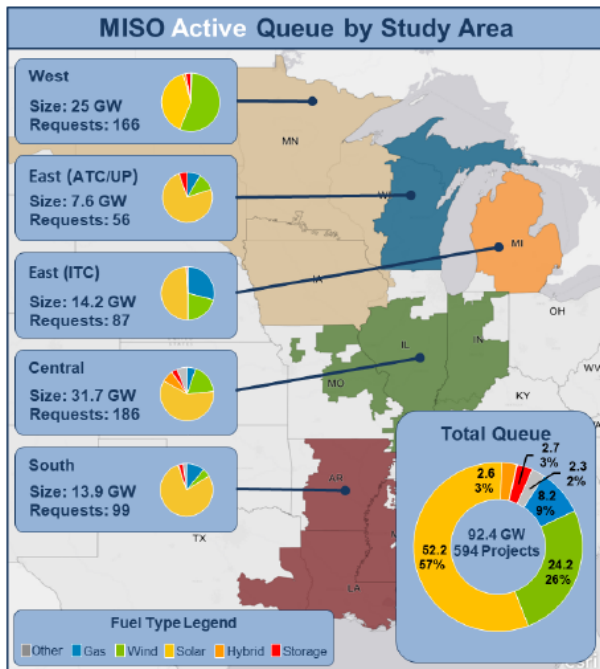 MISO Active Queue by Study Area
West
Size: 25 GW
Requests: 166
East (ATC/UP)
Size: 7.6 GW
Requests: 56
East (ITC)
Size: 14.2 GW
Requests: 87
Central
Size: 31.7 GW
Requests: 186
South
Size: 13.9 GW
Requests: 99
MN
IA
MI
OH
IL
IN
MO
KY
WV
AR
TX
LA
Total Queue
2.7
3%
2.6
3%
2.3
2%
8.2
9%
92.4 GW
594 Projects
52.2
57%
24.2
26%
Fuel Type Legend
Other Gas Wind Solar Hybrid Storage
esri